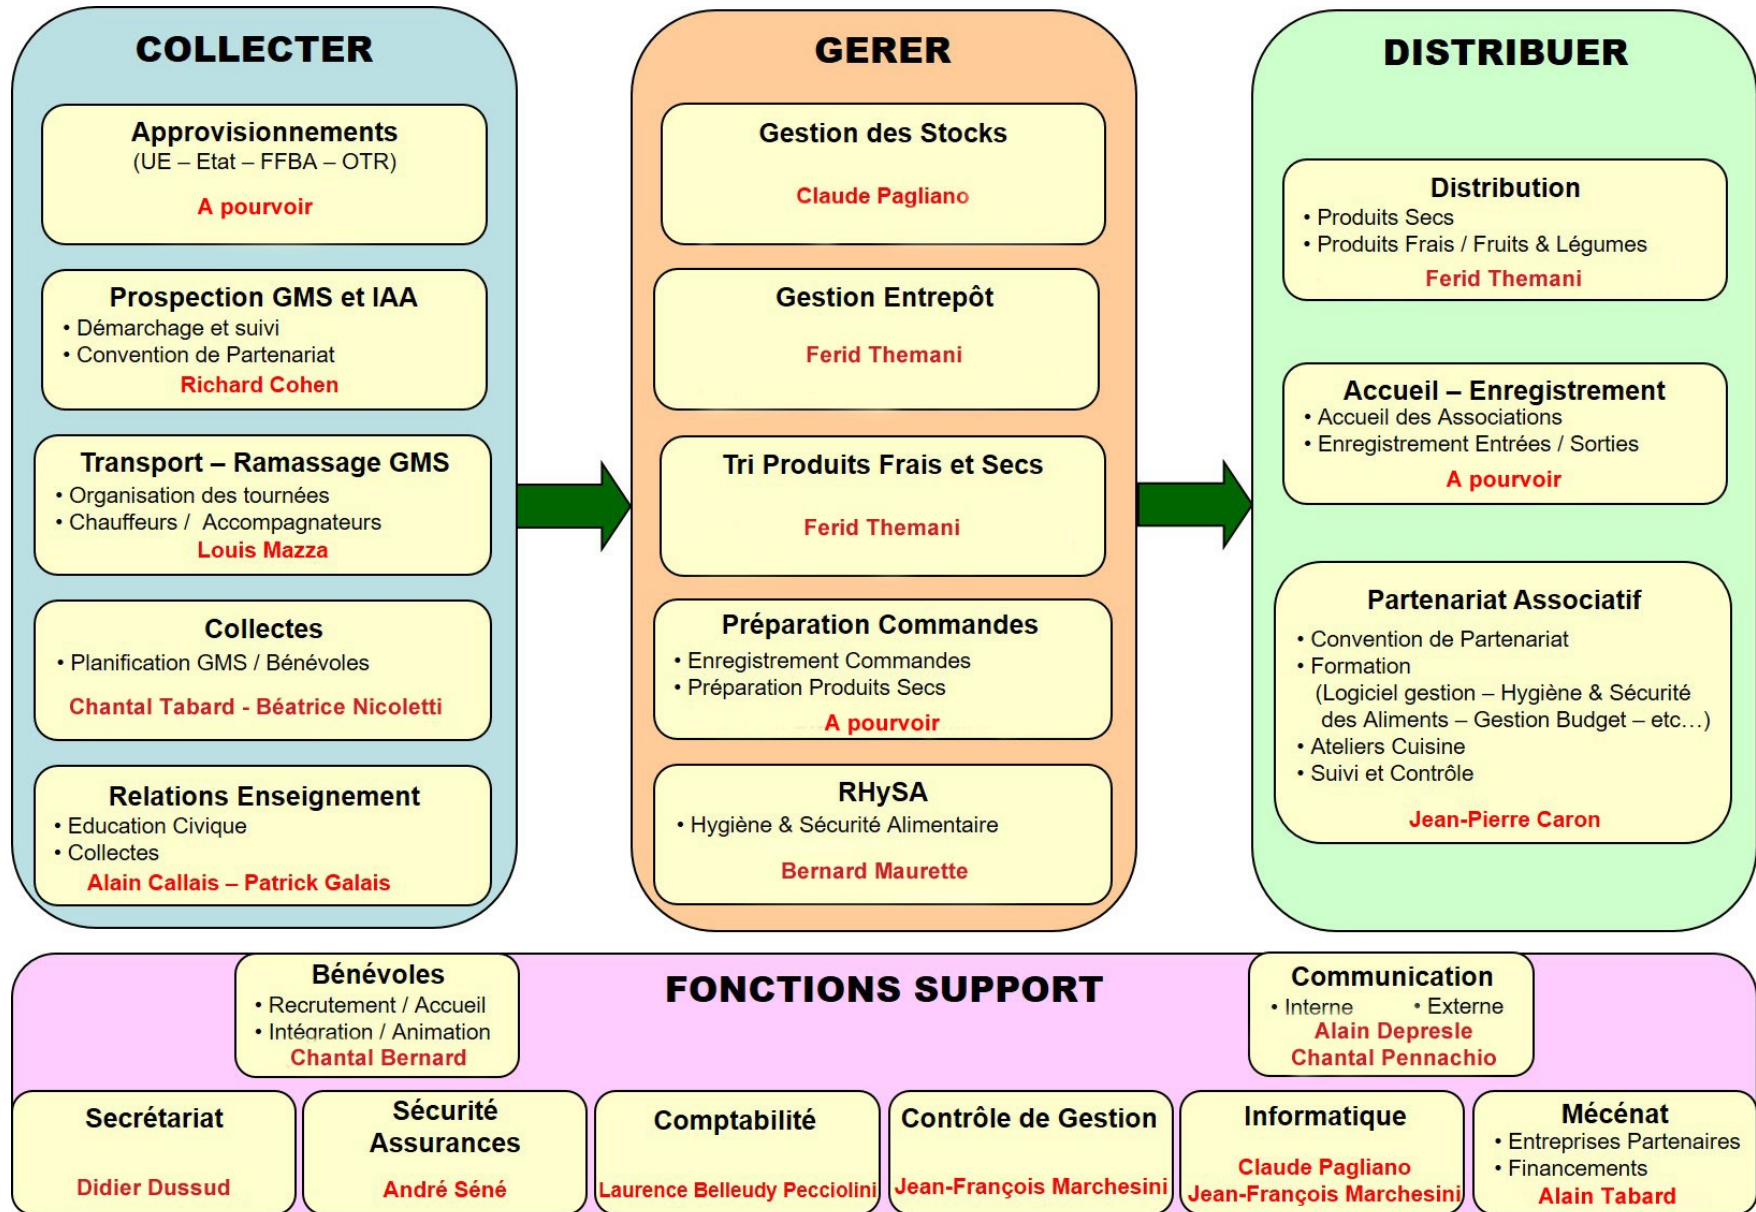 COLLECTER
Approvisionnements
(UE – Etat – FFBA – OTR)
A pourvoir
Prospection GMS et IAA
• Démarchage et suivi
• Convention de Partenariat
Richard Cohen
Transport – Ramassage GMS
• Organisation des tournées
• Chauffeurs / Accompagnateurs
Louis Mazza
Collectes
• Planification GMS / Bénévoles
Chantal Tabard - Béatrice Nicoletti
Relations Enseignement
• Education Civique
• Collectes
Alain Callais – Patrick Galais
GERER
Gestion des Stocks
Claude Pagliano
Gestion Entrepôt
Ferid Themani
Tri Produits Frais et Secs
Ferid Themani
Préparation Commandes
• Enregistrement Commandes
• Préparation Produits Secs
A pourvoir
RHySA
• Hygiène & Sécurité Alimentaire
Bernard Maurette
DISTRIBUER
Distribution
• Produits Secs
• Produits Frais / Fruits & Légumes
Ferid Themani
Accueil – Enregistrement
• Accueil des Associations
• Enregistrement Entrées / Sorties
A pourvoir
Partenariat Associatif
• Convention de Partenariat
• Formation
(Logiciel gestion – Hygiène & Sécurité
des Aliments – Gestion Budget – etc…)
• Ateliers Cuisine
• Suivi et Contrôle
Jean-Pierre Caron
FONCTIONS SUPPORT
Bénévoles
• Recrutement / Accueil
• Intégration / Animation
Chantal Bernard
Communication
• Interne • Externe
Alain Depresle
Chantal Pennachio
Secrétariat
Didier Dussud
Sécurité
Assurances
André Séné
Comptabilité
Laurence Belleudy Pecciolini
Contrôle de Gestion
Jean-François Marchesini
Informatique
Claude Pagliano
Jean-François Marchesini
Mécénat
• Entreprises Partenaires
• Financements
Alain Tabard